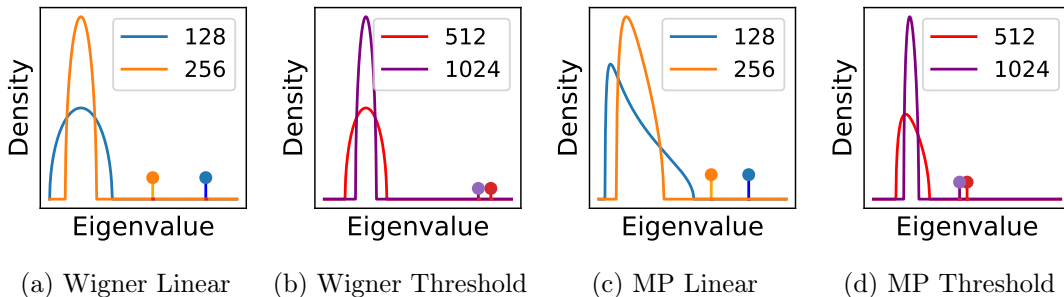 128
256
Density
Eigenvalue
(a) Wigner Linear
512
1024
Density
Eigenvalue
(b) Wigner Threshold
128
256
Density
Eigenvalue
(c) MP Linear
512
1024
Density
Eigenvalue
(d) MP Threshold